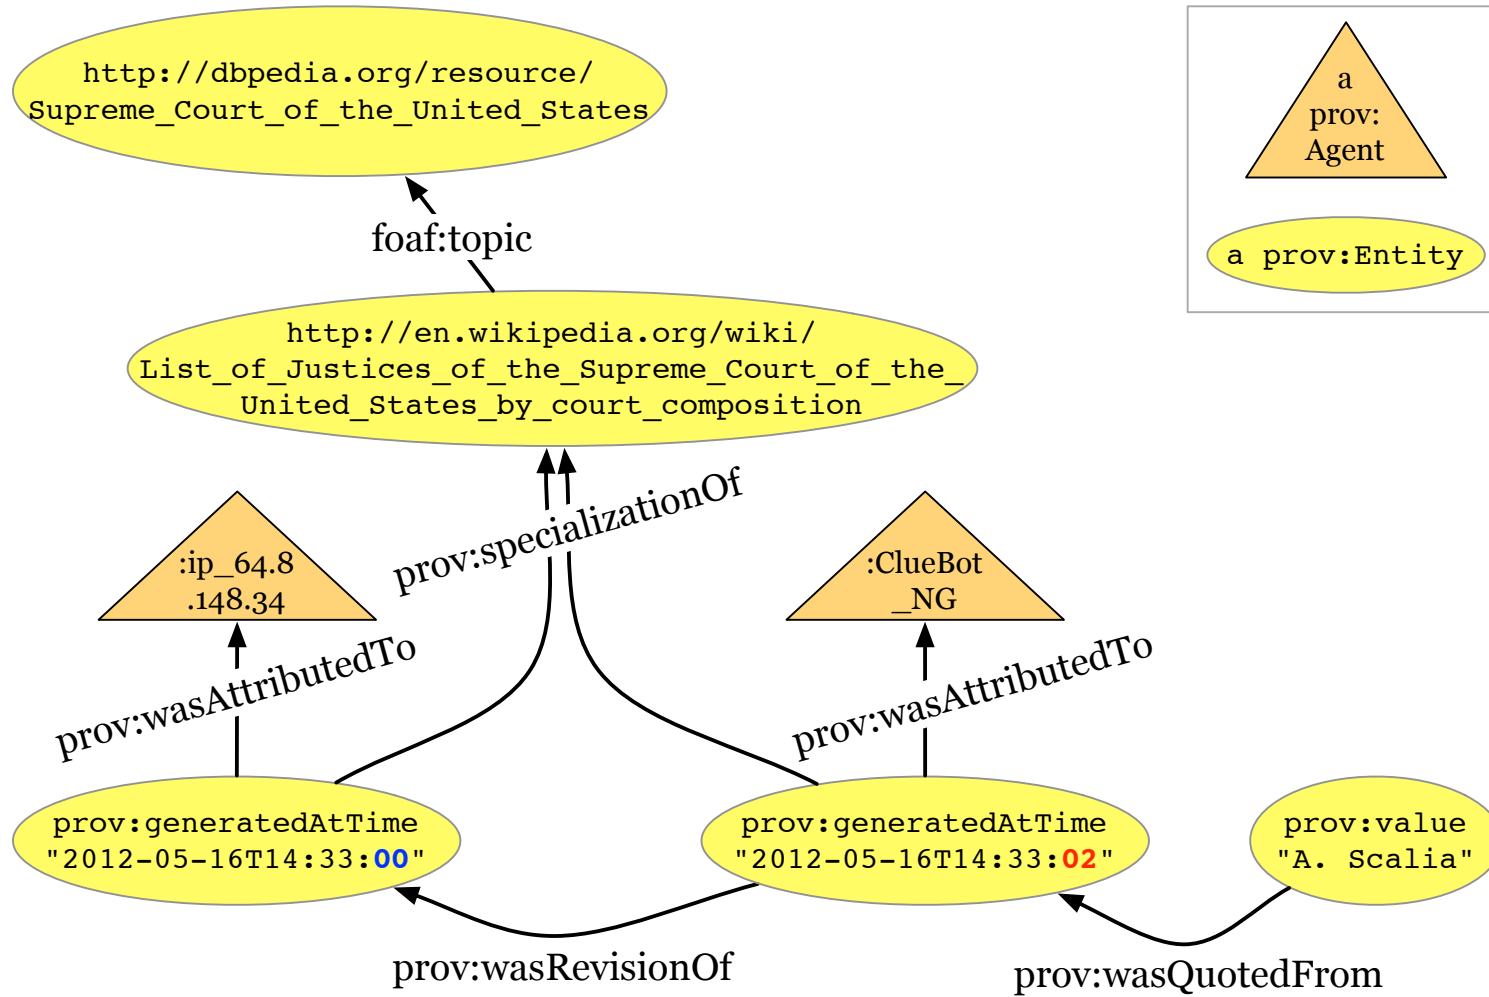 http://dbpedia.org/resource/
Supreme_Court_of_the_United_States
a
prov:
Agent
a prov:Entity
foaf:topic
http://en.wikipedia.org/wiki/
List_of_Justices_of_the_Supreme_Court_of_the_
United_States_by_court_composition
prov:specializationOf
:ip_64.8
.148.34
:ClueBot
_NG
prov:wasAttributedTo
prov:wasAttributedTo
prov:generatedAtTime
"2012-05-16T14:33:00"
prov:generatedAtTime
"2012-05-16T14:33:02"
prov:value
"A. Scalia"
prov:wasRevisionOf
prov:wasQuotedFrom